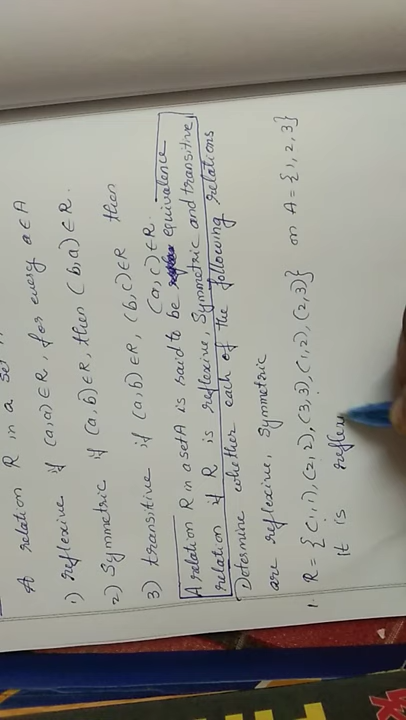 A relation R in a set
1) reflexive if (a,a) ∈ R, for every a ∈ A
2) Symmetric if (a,b) ∈ R, then (b,a) ∈ R.
3) transitive if (a,b) ∈ R, (b,c) ∈ R then
(a,c) ∈ R.
A relation R in a set A is said to be equivalence
relation if R is reflexive, Symmetric and transitive
Determine whether each of the following relations
are reflexive, Symmetric
1. R = {(1,1), (2,2), (3,3), (1,2), (2,3)} on A = {1,2,3}
it is reflex